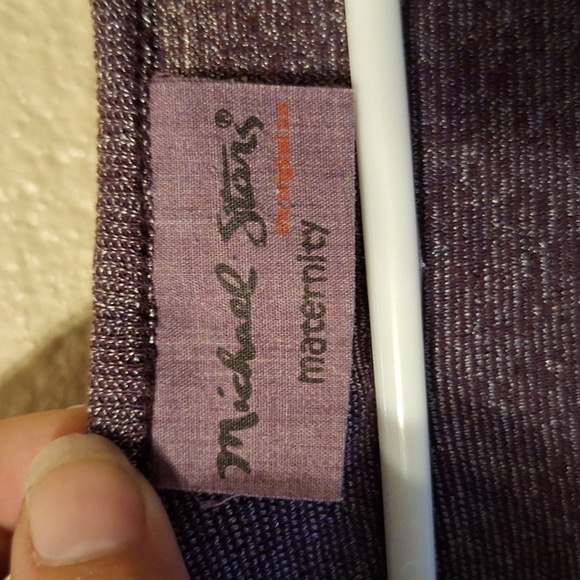 Michael Stars®
the original tee
maternity